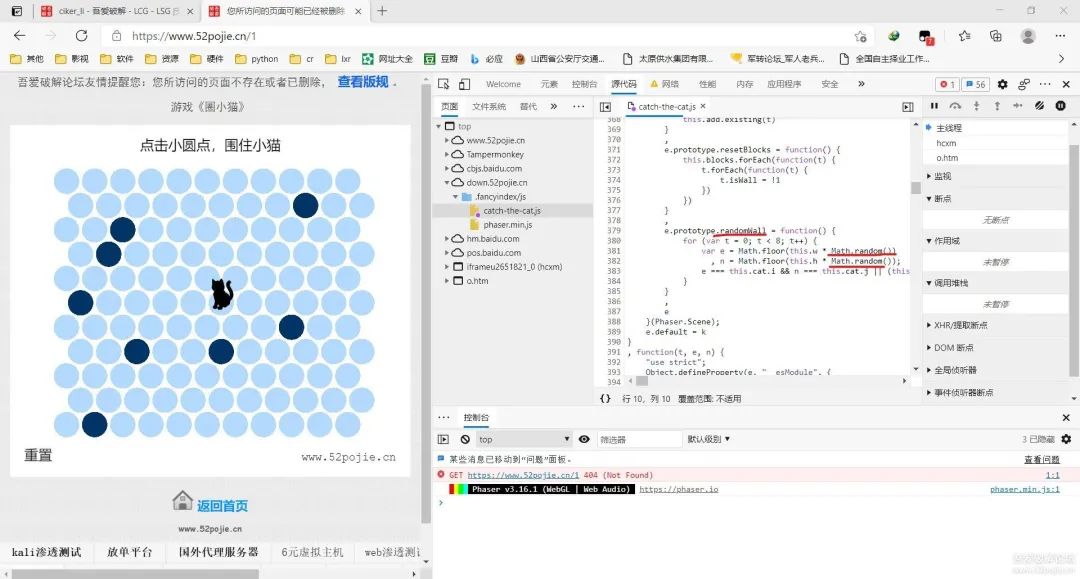 ciker_li - 吾爱破解 - LCG - LSG
您所访问的页面可能已经被删除
https://www.52pojie.cn/1
其他 影视 软件 资源 硬件 python cr lxr 网址大全 豆瓣 必应 山西省公安厅交通... 太原供水集团有限... 军转论坛_军人老兵... 全国自主择业工作...
吾爱破解论坛友情提醒您：您所访问的页面不存在或者已删除， 查看版规 。
游戏《圈小猫》
点击小圆点，围住小猫
重置
www.52pojie.cn
返回首页
www.52pojie.cn
kali渗透测试 放单平台 国外代理服务器 6元虚拟主机 web渗透测试
Welcome 元素 控制台 源代码 网络 性能 内存 应用程序 安全 1 56
页面 文件系统 替代
top
www.52pojie.cn
Tampermonkey
cbjs.baidu.com
down.52pojie.cn
.fancyindex/js
catch-the-cat.js
phaser.min.js
hm.baidu.com
pos.baidu.com
iframeu2651821_0 (hcxm)
o.htm
catch-the-cat.js
368 this.add.existing(t)
369 }
370 ,
371 e.prototype.resetBlocks = function() {
372 this.blocks.forEach(function(t) {
373 t.forEach(function(t) {
374 t.isWall = !1
375 })
376 })
377 }
378 ,
379 e.prototype.randomWall = function() {
380 for (var t = 0; t < 8; t++) {
381 var e = Math.floor(this.w * Math.random())
382 , n = Math.floor(this.h * Math.random());
383 e === this.cat.i && n === this.cat.j || (this
384 }
385 }
386 ,
387 e
388 }(Phaser.Scene);
389 e.default = k
390 }
391 , function(t, e, n) {
392 "use strict";
393 Object.defineProperty(e, "__esModule", {
394
{} 行 10，列 10 覆盖范围: 不适用
主线程
hcxm
o.htm
监视
断点
无断点
作用域
未暂停
调用堆栈
未暂停
XHR/提取断点
DOM 断点
全局侦听器
事件侦听器断点
控制台
top 筛选器 默认级别 3 已隐藏
某些消息已移动到“问题”面板。 查看问题
GET https://www.52pojie.cn/1 404 (Not Found) 1:1
Phaser v3.16.1 (WebGL | Web Audio) https://phaser.io phaser.min.js:1
吾爱破解论坛
www.52pojie.cn